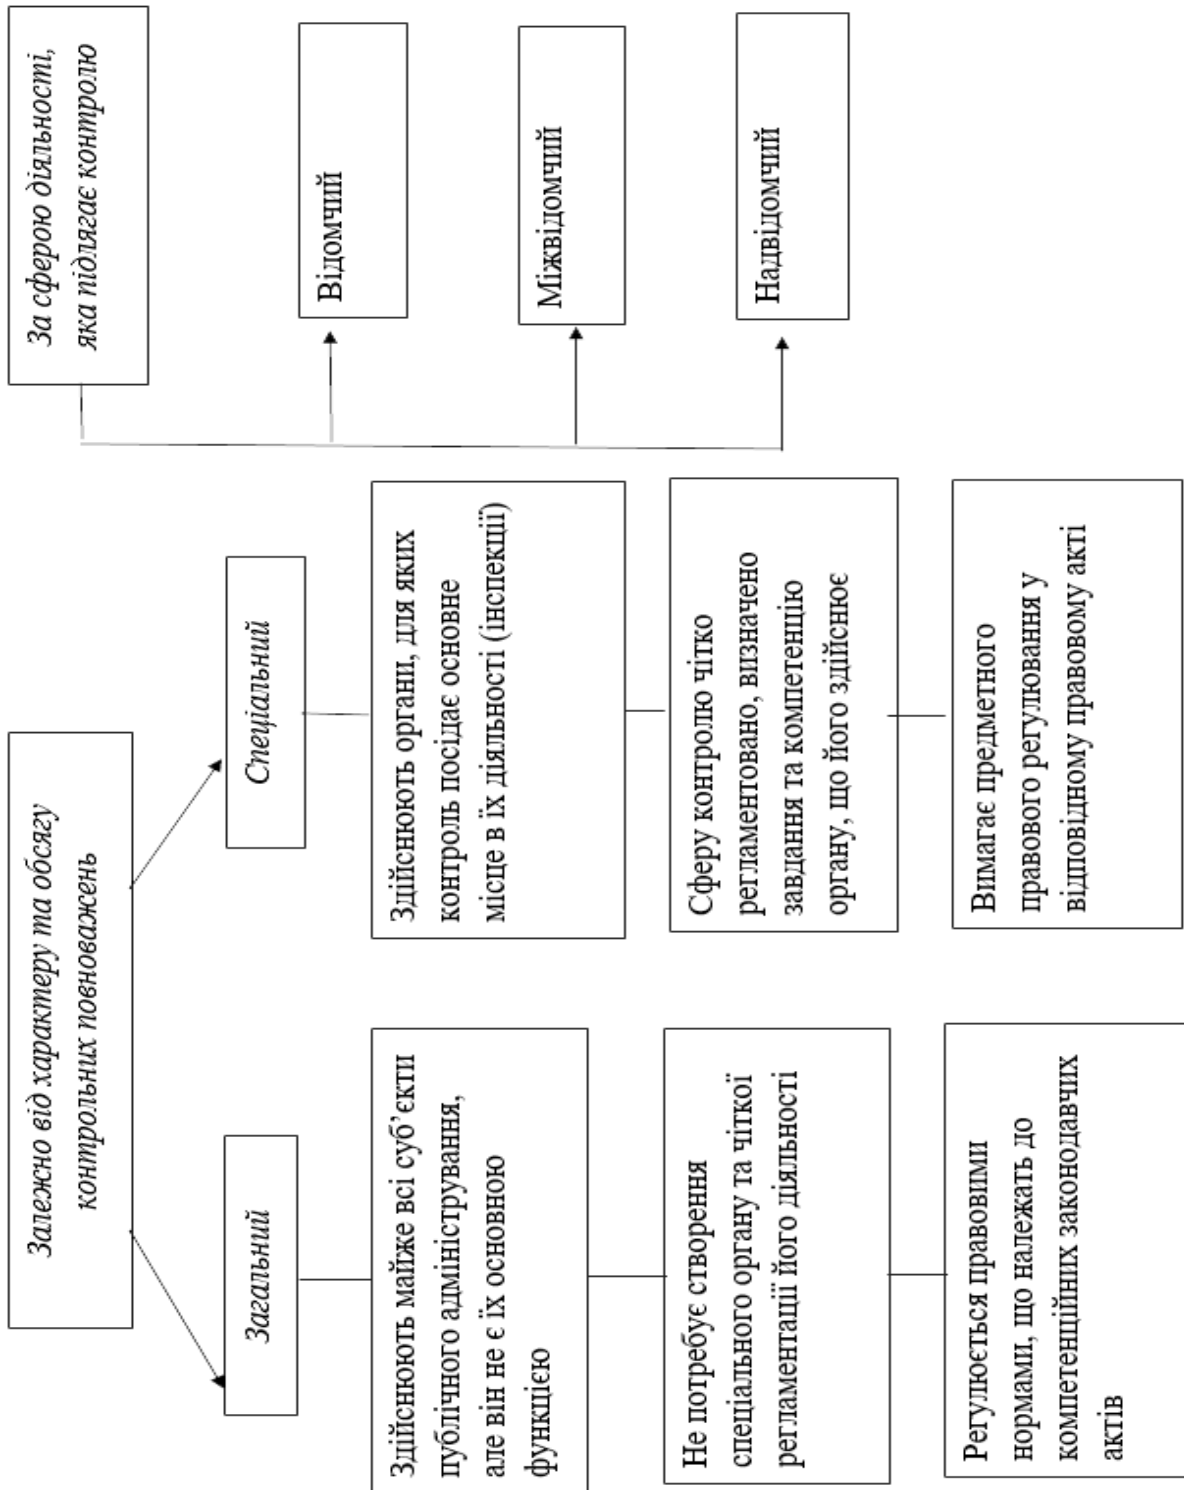 Залежно від характеру та обсягу
контрольних повноважень
Загальний
Здійснюють майже всі суб’єкти
публічного адміністрування,
але він не є їх основною
функцією
Не потребує створення
спеціального органу та чіткої
регламентації його діяльності
Регулюється правовими
нормами, що належать до
компетенційних законодавчих
актів
Спеціальний
Здійснюють органи, для яких
контроль посідає основне
місце в їх діяльності (інспекції)
Сферу контролю чітко
регламентовано, визначено
завдання та компетенцію
органу, що його здійснює
Вимагає предметного
правового регулювання у
відповідному правовому акті
За сферою діяльності,
яка підлягає контролю
Відомчий
Міжвідомчий
Надвідомчий